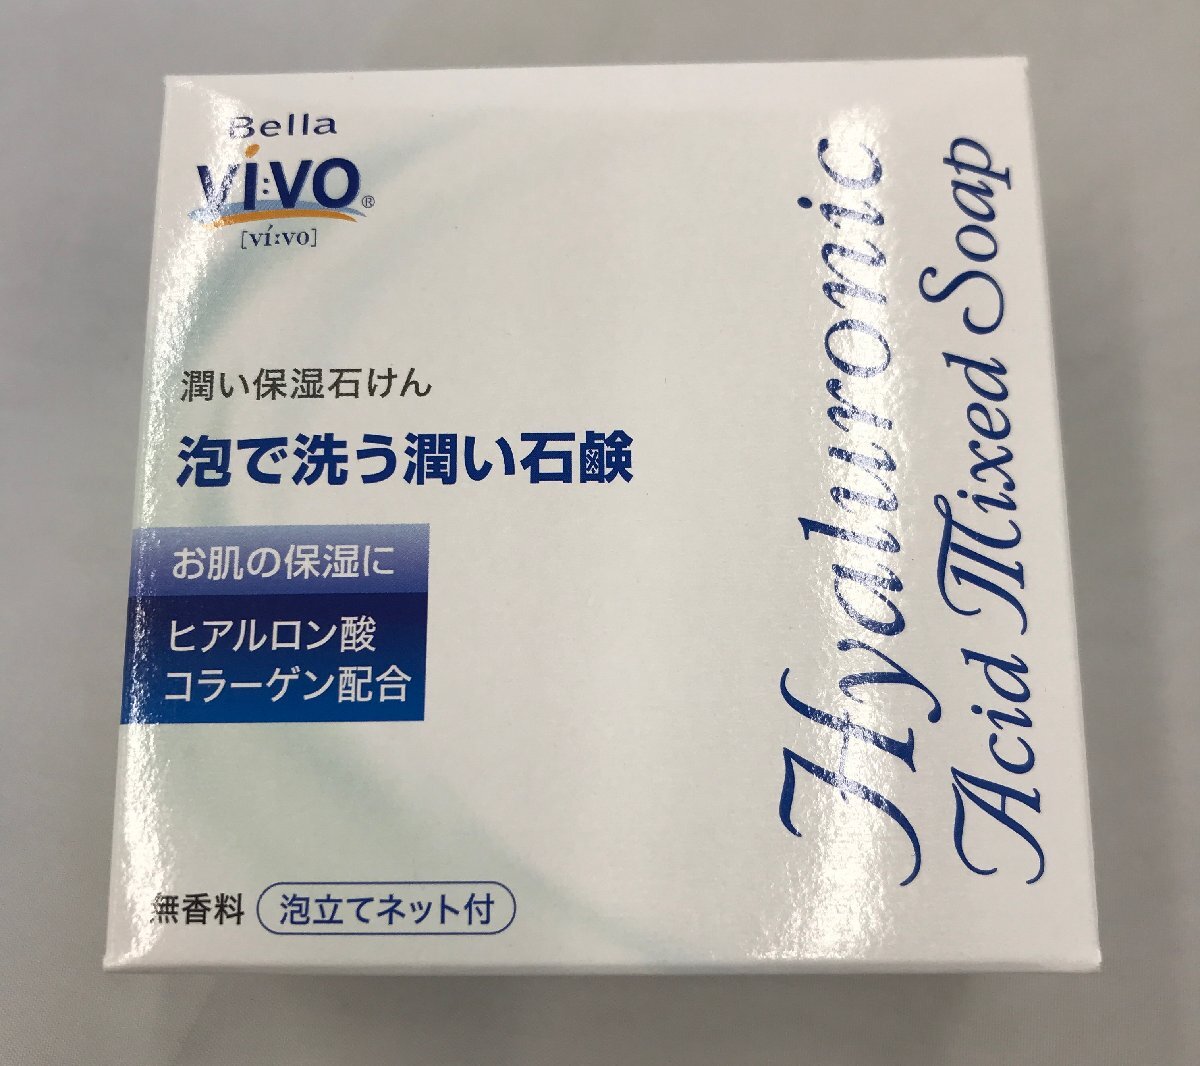 Bella
Vi:VO®
[ví:vo]
潤い保湿石けん
泡で洗う潤い石鹸
お肌の保湿に
ヒアルロン酸
コラーゲン配合
無香料
泡立てネット付
Hyaluronic
Acid Mixed Soap